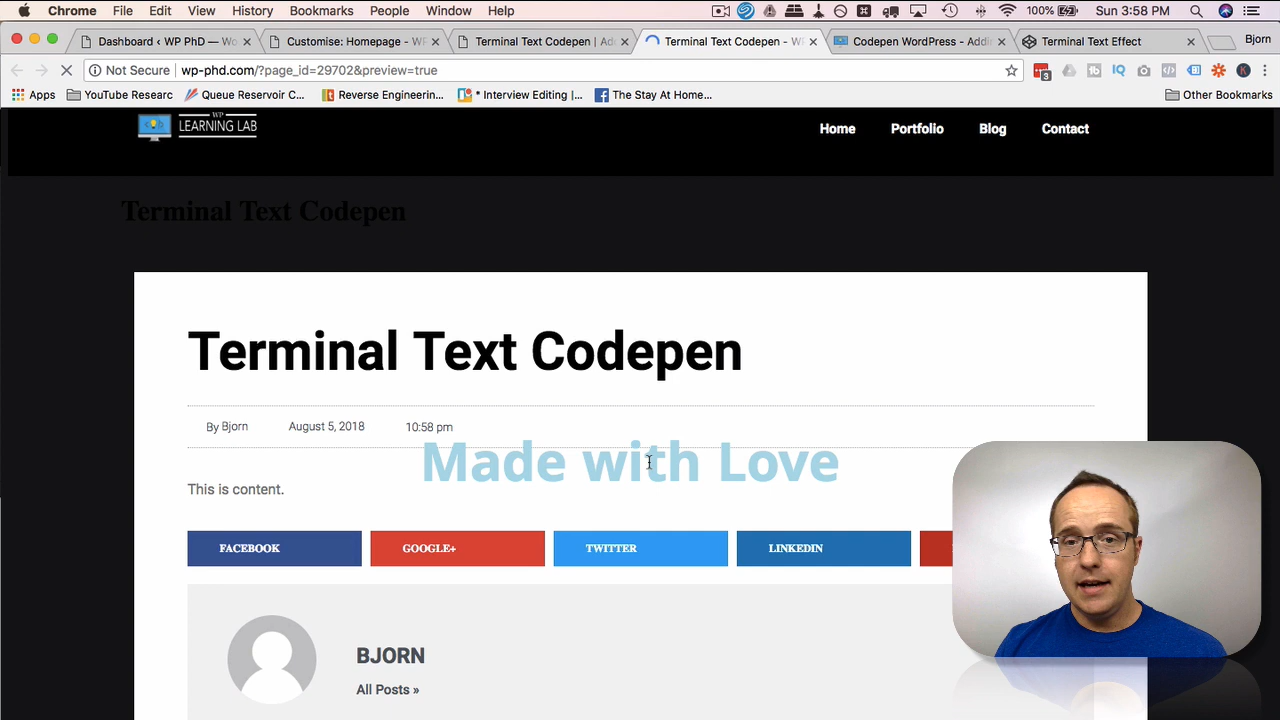 Chrome File Edit View History Bookmarks People Window Help 100% Sun 3:58 PM
Dashboard ‹ WP PhD — Wo
Customise: Homepage - WP
Terminal Text Codepen | Ad
Terminal Text Codepen - W
Codepen WordPress - Addin
Terminal Text Effect
Bjorn
Not Secure wp-phd.com/?page_id=29702&preview=true
IQ
3
K
Apps YouTube Researc Queue Reservoir C... Reverse Engineerin... * Interview Editing |... The Stay At Home... Other Bookmarks
WP
LEARNING LAB
Home Portfolio Blog Contact
Terminal Text Codepen
Terminal Text Codepen
By Bjorn August 5, 2018 10:58 pm
Made with Love
This is content.
FACEBOOK GOOGLE+ TWITTER LINKEDIN
BJORN
All Posts »